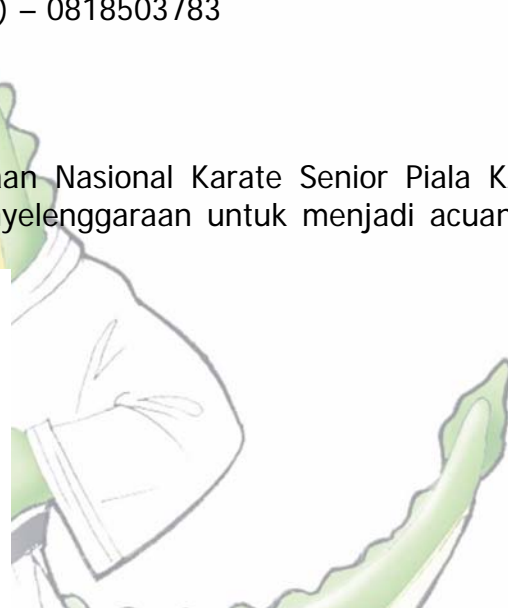 ) – 0818503783
an Nasional Karate Senior Piala K
yelenggaraan untuk menjadi acuan